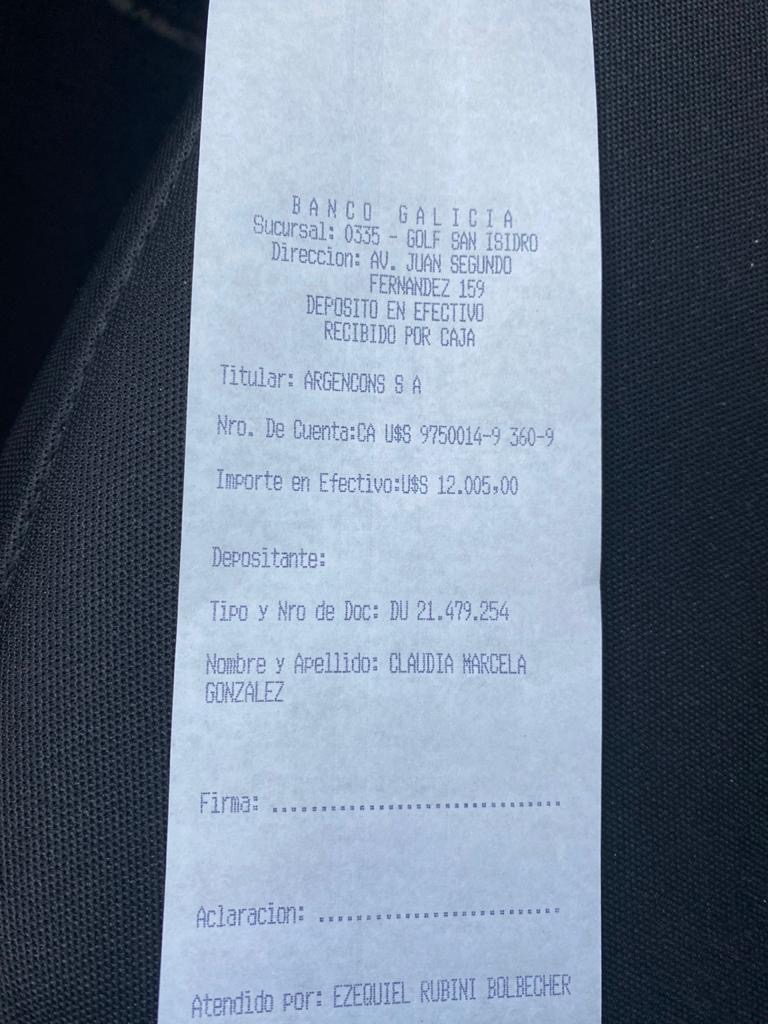 BANCO GALICIA
Sucursal: 0335 - GOLF SAN ISIDRO
Direccion: AV. JUAN SEGUNDO
FERNANDEZ 159
DEPOSITO EN EFECTIVO
RECIBIDO POR CAJA
Titular: ARGENCONS S A
Nro. De Cuenta:CA U$S 9750014-9 360-9
Importe en Efectivo:U$S 12.005,00
Depositante:
Tipo y Nro de Doc: DU 21.479.254
Nombre y Apellido: CLAUDIA MARCELA
GONZALEZ
Firma: ..............................
Aclaracion: .........................
Atendido por: EZEQUIEL RUBINI BOLBECHER